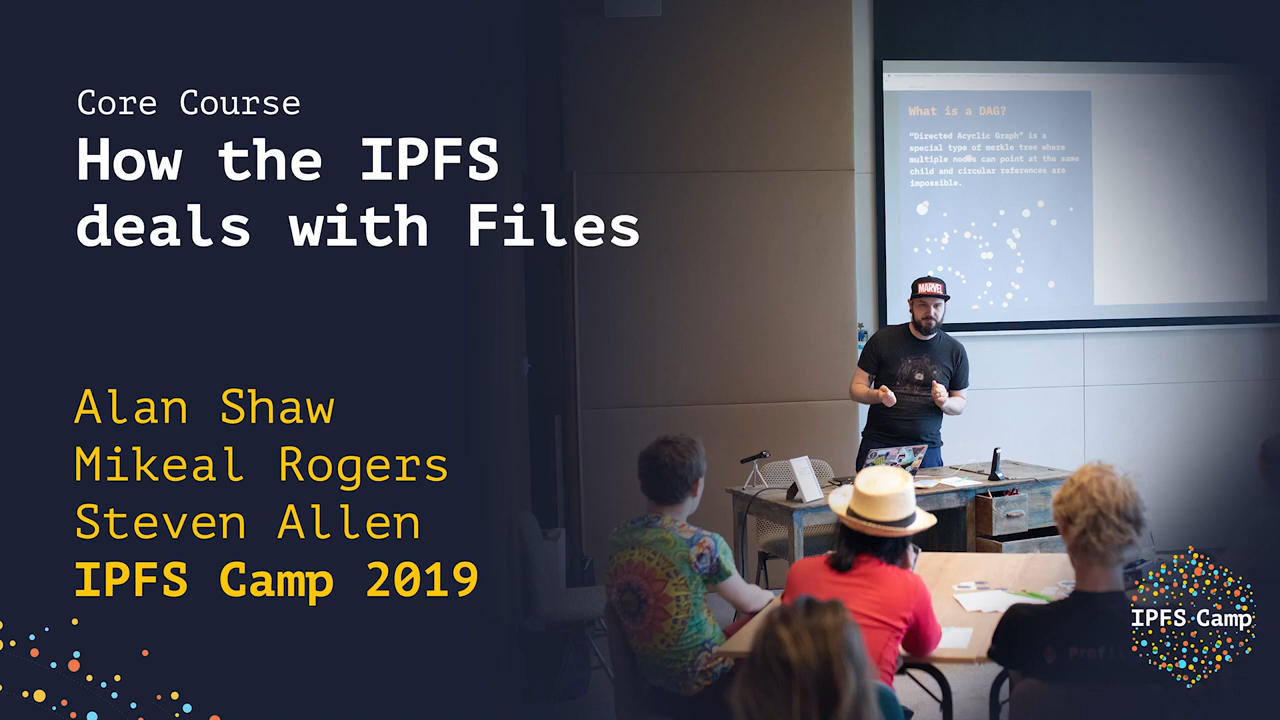 Core Course
How the IPFS
deals with Files
Alan Shaw
Mikeal Rogers
Steven Allen
IPFS Camp 2019
What is a DAG?
“Directed Acyclic Graph” is a
special type of merkle tree where
multiple nodes can point at the same
child and circular references are
impossible.
MARVEL
IPFS Camp